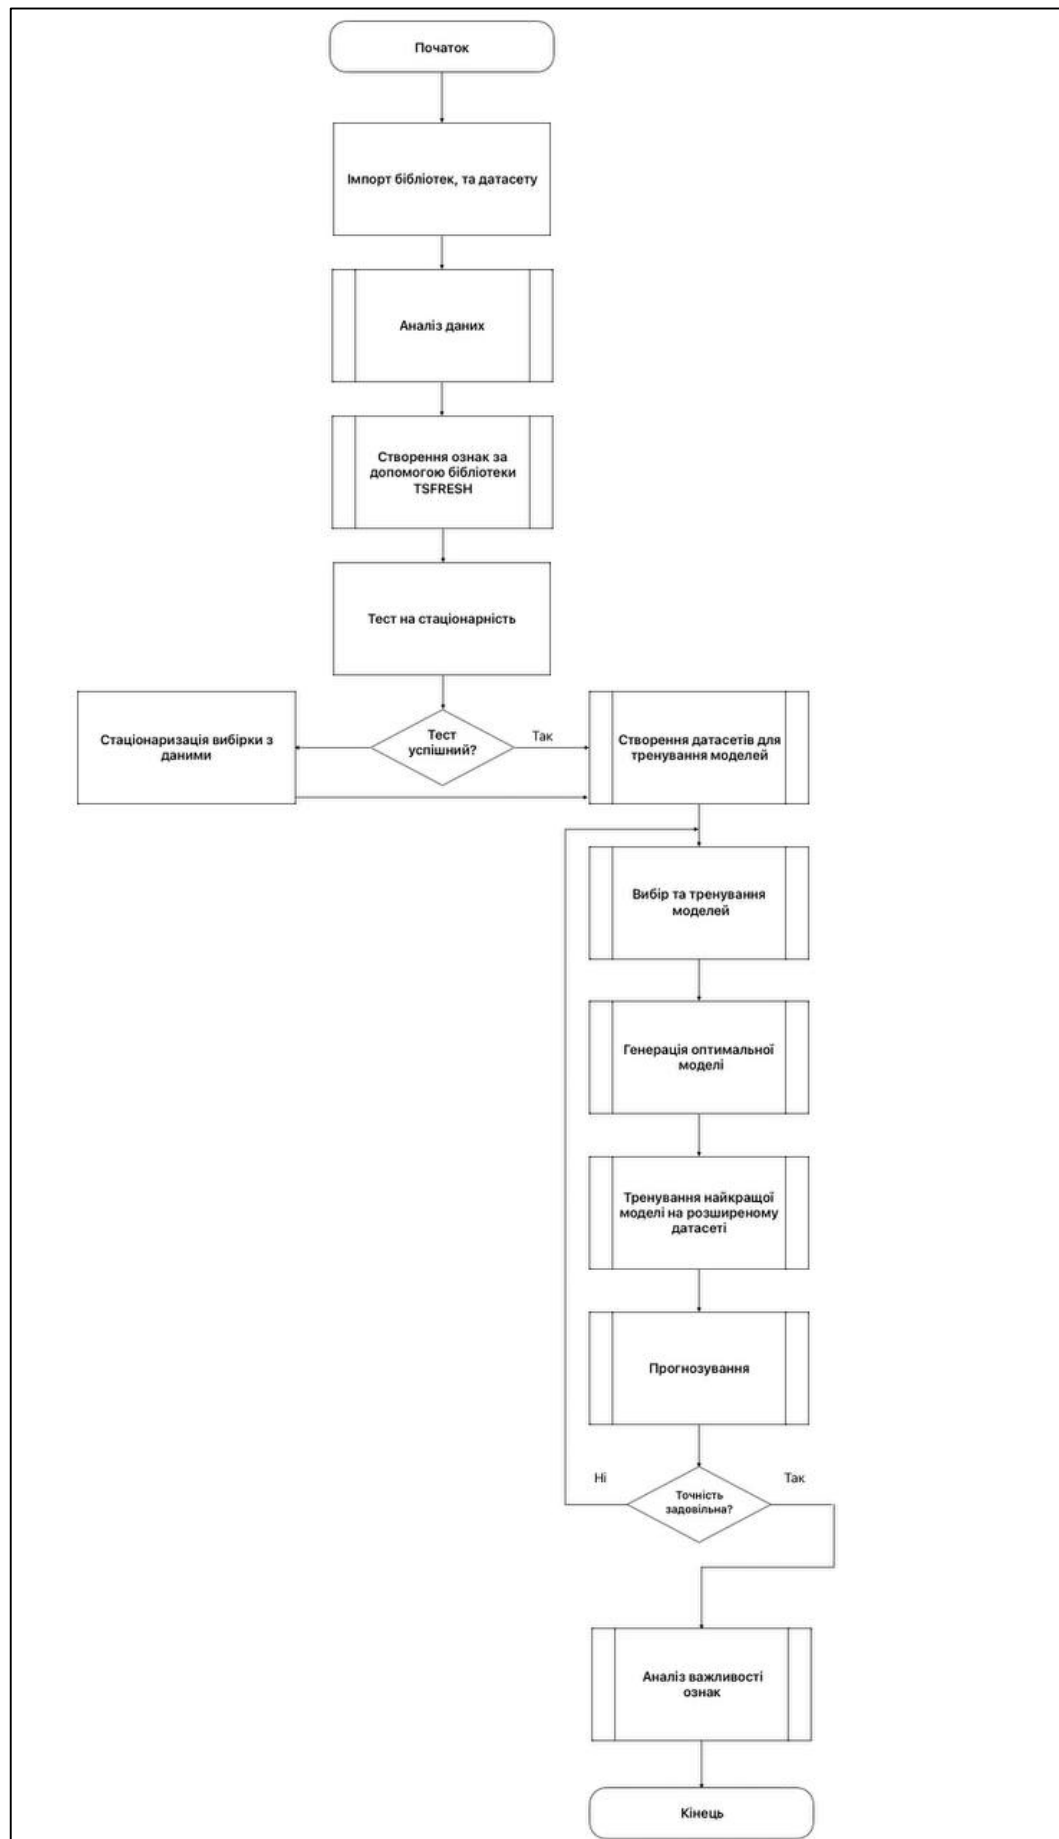 Початок
Імпорт бібліотек, та датасету
Аналіз даних
Створення ознак за
допомогою бібліотеки
TSFRESH
Тест на стаціонарність
Стаціонаризація вибірки з
даними
Тест
успішний?
Так
Створення датасетів для
тренування моделей
Вибір та тренування
моделей
Генерація оптимальної
моделі
Тренування найкращої
моделі на розширеному
датасеті
Прогнозування
Ні
Точність
задовільна?
Так
Аналіз важливості
ознак
Кінець